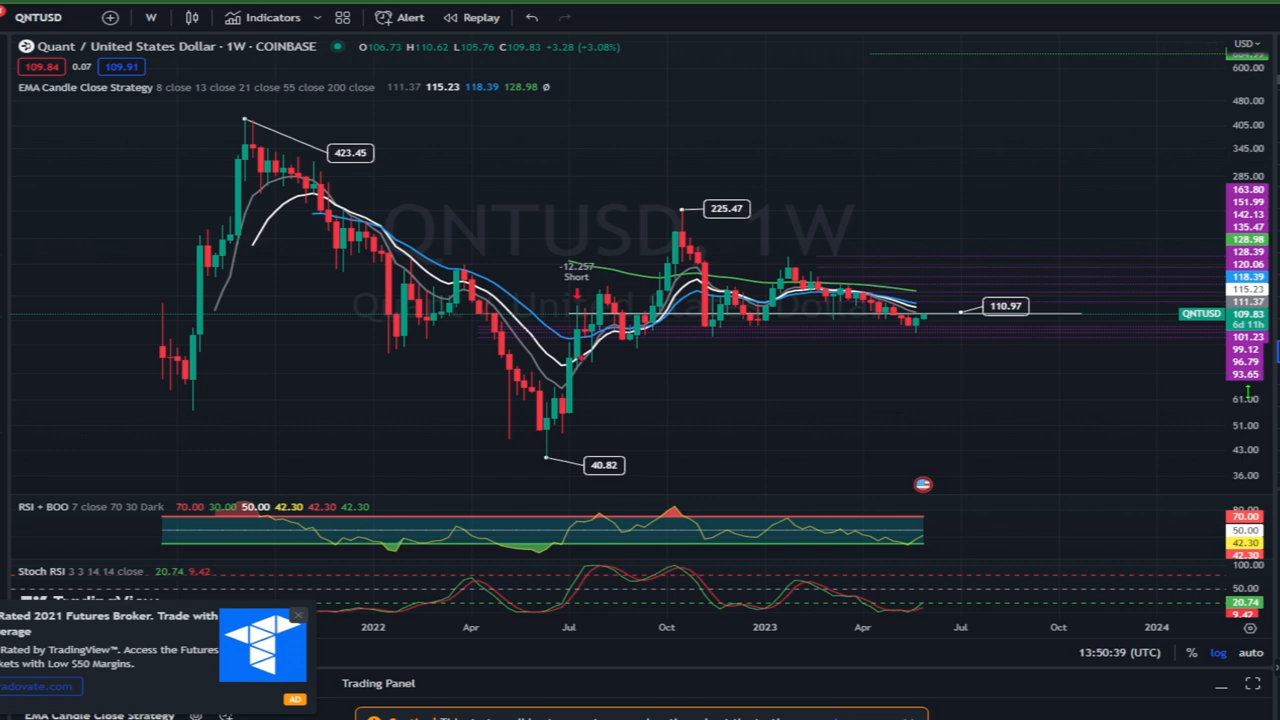 QNTUSD W Indicators Alert Replay
Quant / United States Dollar · 1W · COINBASE O106.73 H110.62 L105.76 C109.83 +3.28 (+3.08%)
109.84 0.07 109.91
EMA Candle Close Strategy 8 close 13 close 21 close 55 close 200 close 111.37 115.23 118.39 128.98 Ø
USD
600.00
480.00
405.00
345.00
285.00
163.80
151.99
142.13
135.47
128.98
128.39
120.06
118.39
115.23
111.37
QNTUSD 109.83
6d 11h
101.23
99.12
96.79
93.65
61.00
51.00
43.00
36.00
423.45
225.47
QNTUSD, 1W
-12.257
Short
110.97
40.82
RSI + BOO 7 close 70 30 Dark 70.00 30.00 50.00 42.30 42.30 42.30
70.00
50.00
42.30
42.30
Stoch RSI 3 3 14 14 close 20.74 9.42
100.00
50.00
20.74
9.42
2022 Apr Jul Oct 2023 Apr Jul Oct 2024
Rated 2021 Futures Broker. Trade with
erage
Rated by TradingView™. Access the Futures
kets with Low $50 Margins.
adovate.com
AD
13:50:39 (UTC) % log auto
Trading Panel
EMA Candle Close Strategy